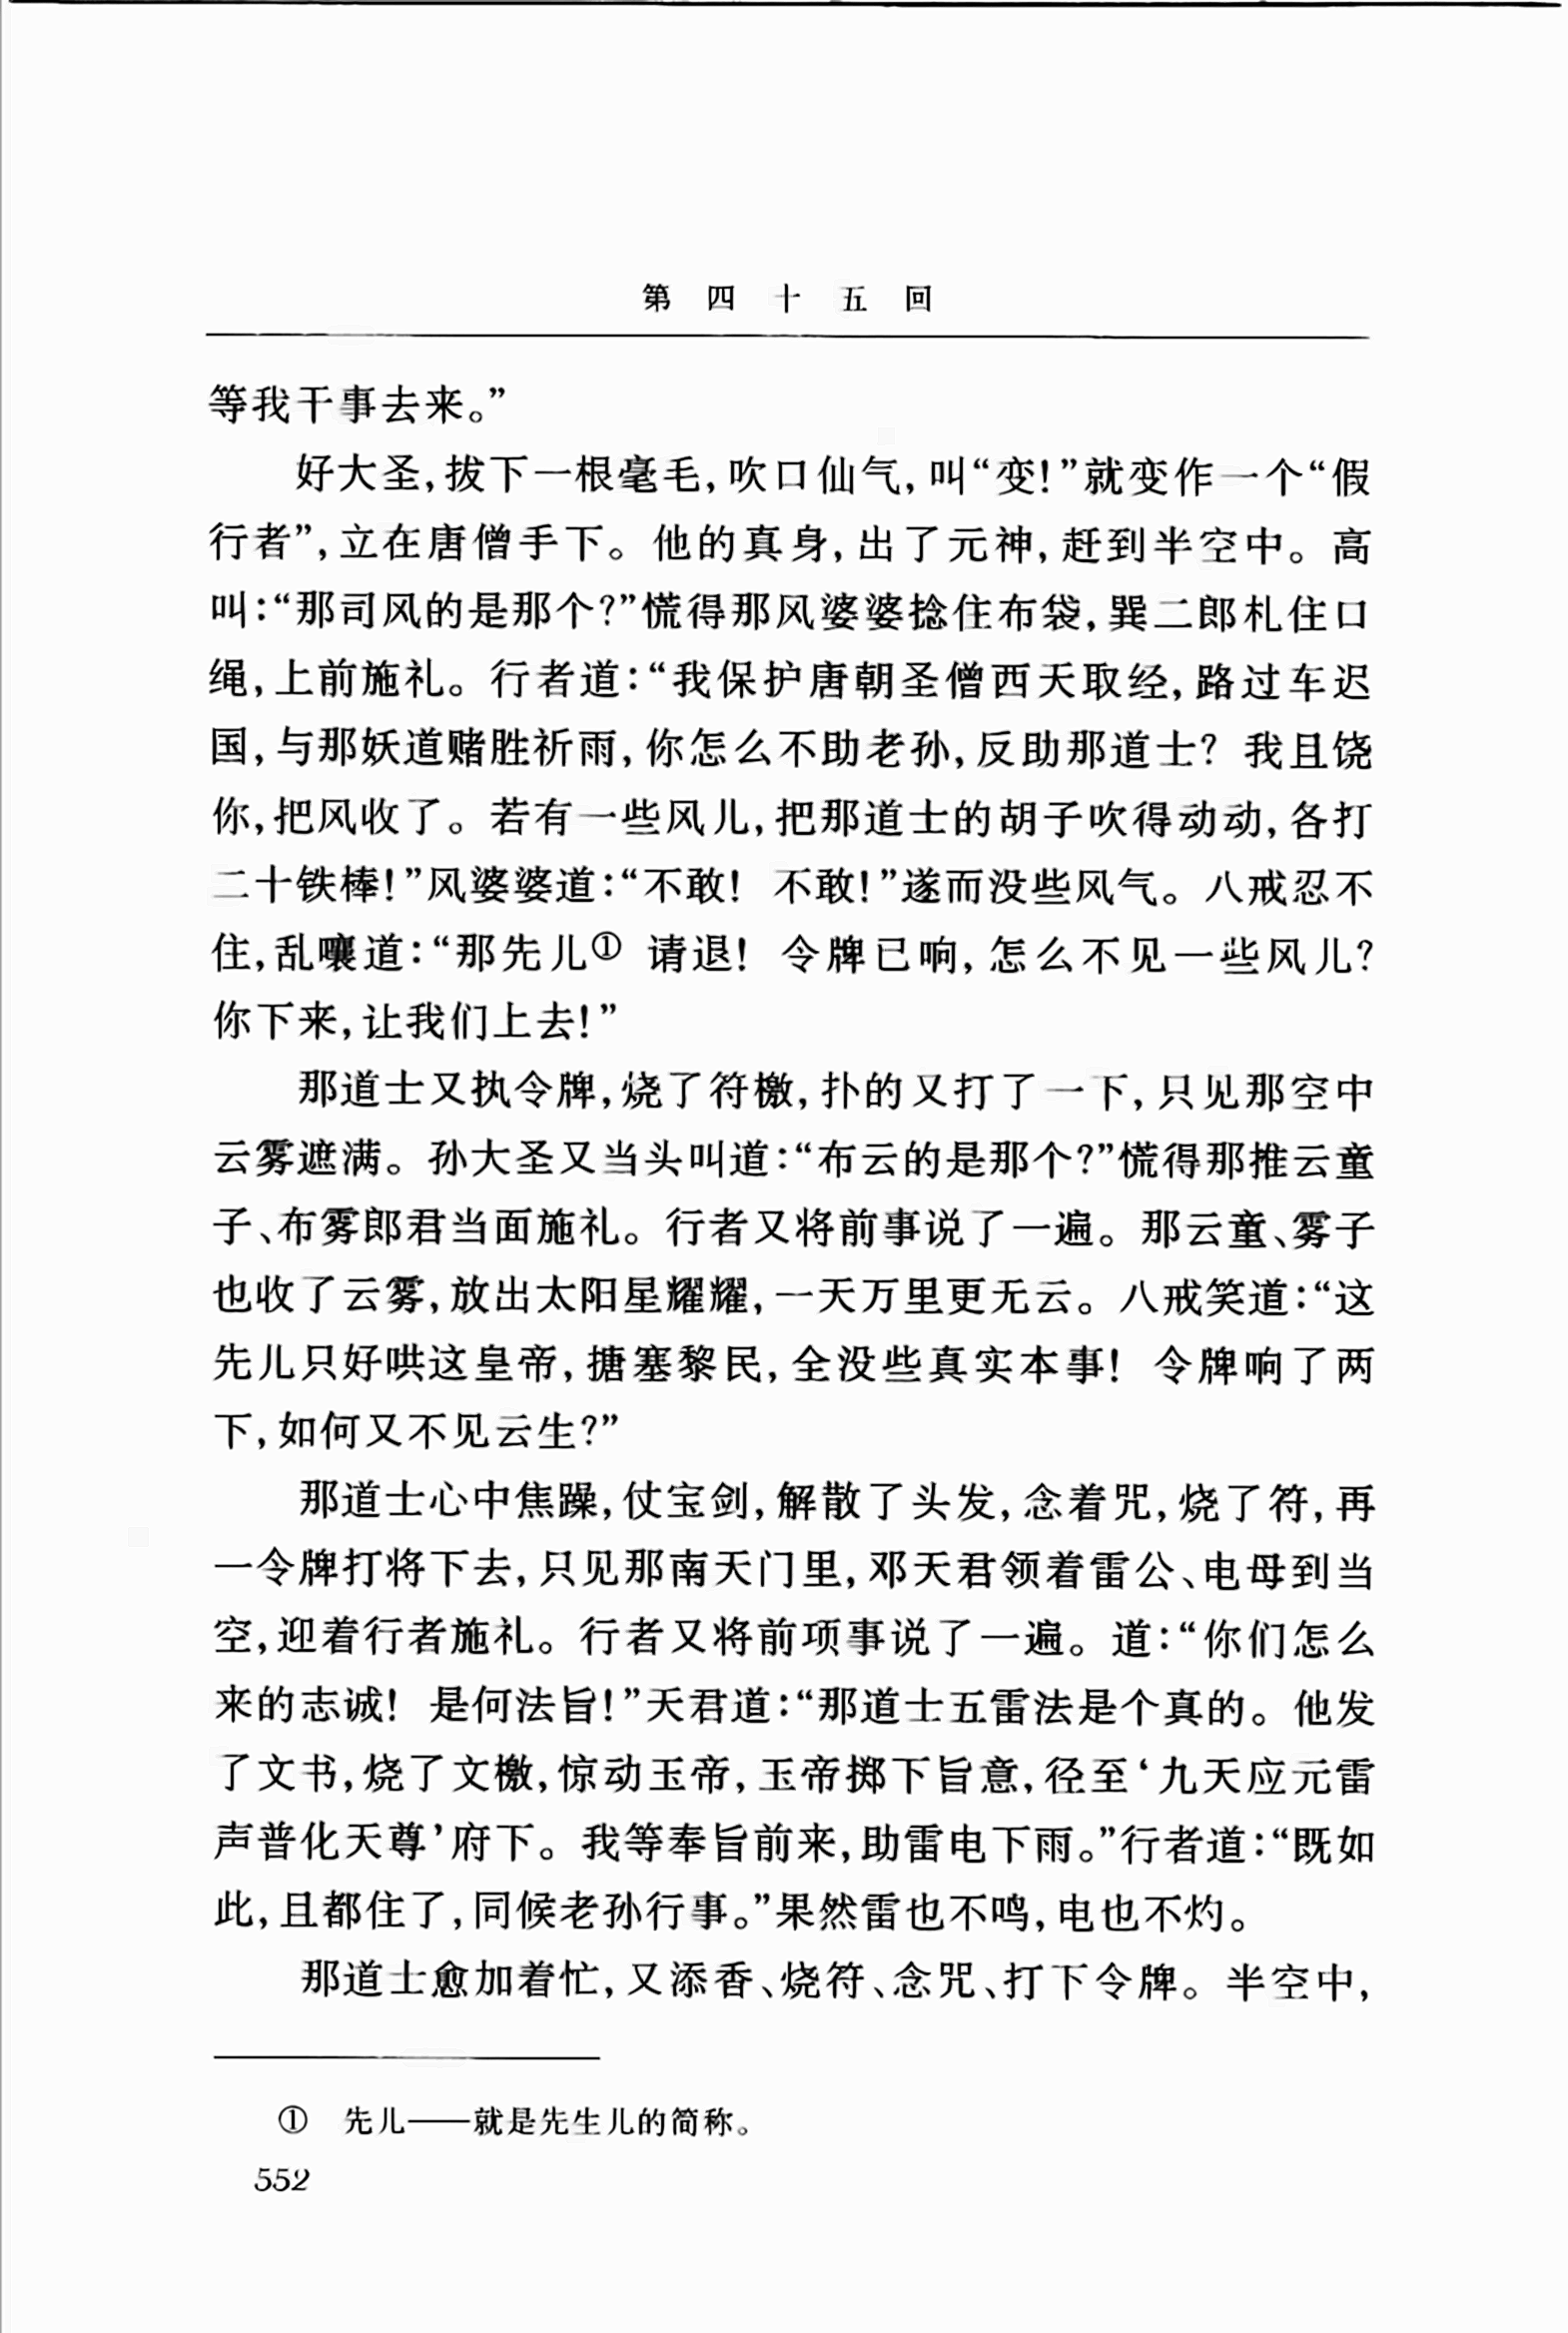 第四十五回
等我干事去来。”
好大圣,拔下一根毫毛,吹口仙气,叫“变!”就变作一个“假
行者”,立在唐僧手下。他的真身,出了元神,赶到半空中。高
叫:“那司风的是那个?”慌得那风婆婆捻住布袋,巽二郎札住口
绳,上前施礼。行者道:“我保护唐朝圣僧西天取经,路过车迟
国,与那妖道赌胜祈雨,你怎么不助老孙,反助那道士? 我且饶
你,把风收了。若有一些风儿,把那道士的胡子吹得动动,各打
二十铁棒!”风婆婆道:“不敢! 不敢!”遂而没些风气。八戒忍不
住,乱嚷道:“那先儿① 请退! 令牌已响,怎么不见一些风儿?
你下来,让我们上去!”
那道士又执令牌,烧了符檄,扑的又打了一下,只见那空中
云雾遮满。孙大圣又当头叫道:“布云的是那个?”慌得那推云童
子、布雾郎君当面施礼。行者又将前事说了一遍。那云童、雾子
也收了云雾,放出太阳星耀耀,一天万里更无云。八戒笑道:“这
先儿只好哄这皇帝,搪塞黎民,全没些真实本事! 令牌响了两
下,如何又不见云生?”
那道士心中焦躁,仗宝剑,解散了头发,念着咒,烧了符,再
一令牌打将下去,只见那南天门里,邓天君领着雷公、电母到当
空,迎着行者施礼。行者又将前项事说了一遍。道:“你们怎么
来的志诚! 是何法旨!”天君道:“那道士五雷法是个真的。他发
了文书,烧了文檄,惊动玉帝,玉帝掷下旨意,径至‘九天应元雷
声普化天尊’府下。我等奉旨前来,助雷电下雨。”行者道:“既如
此,且都住了,同候老孙行事。”果然雷也不鸣,电也不灼。
那道士愈加着忙,又添香、烧符、念咒、打下令牌。半空中,
① 先儿——就是先生儿的简称。
552